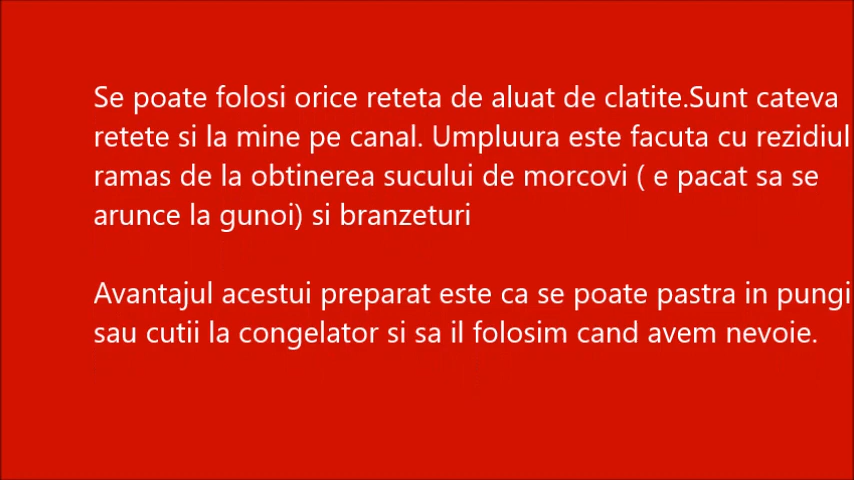 Se poate folosi orice reteta de aluat de clatite.Sunt cateva
retete si la mine pe canal. Umpluura este facuta cu rezidiul
ramas de la obtinerea sucului de morcovi ( e pacat sa se
arunce la gunoi) si branzeturi
Avantajul acestui preparat este ca se poate pastra in pungi
sau cutii la congelator si sa il folosim cand avem nevoie.